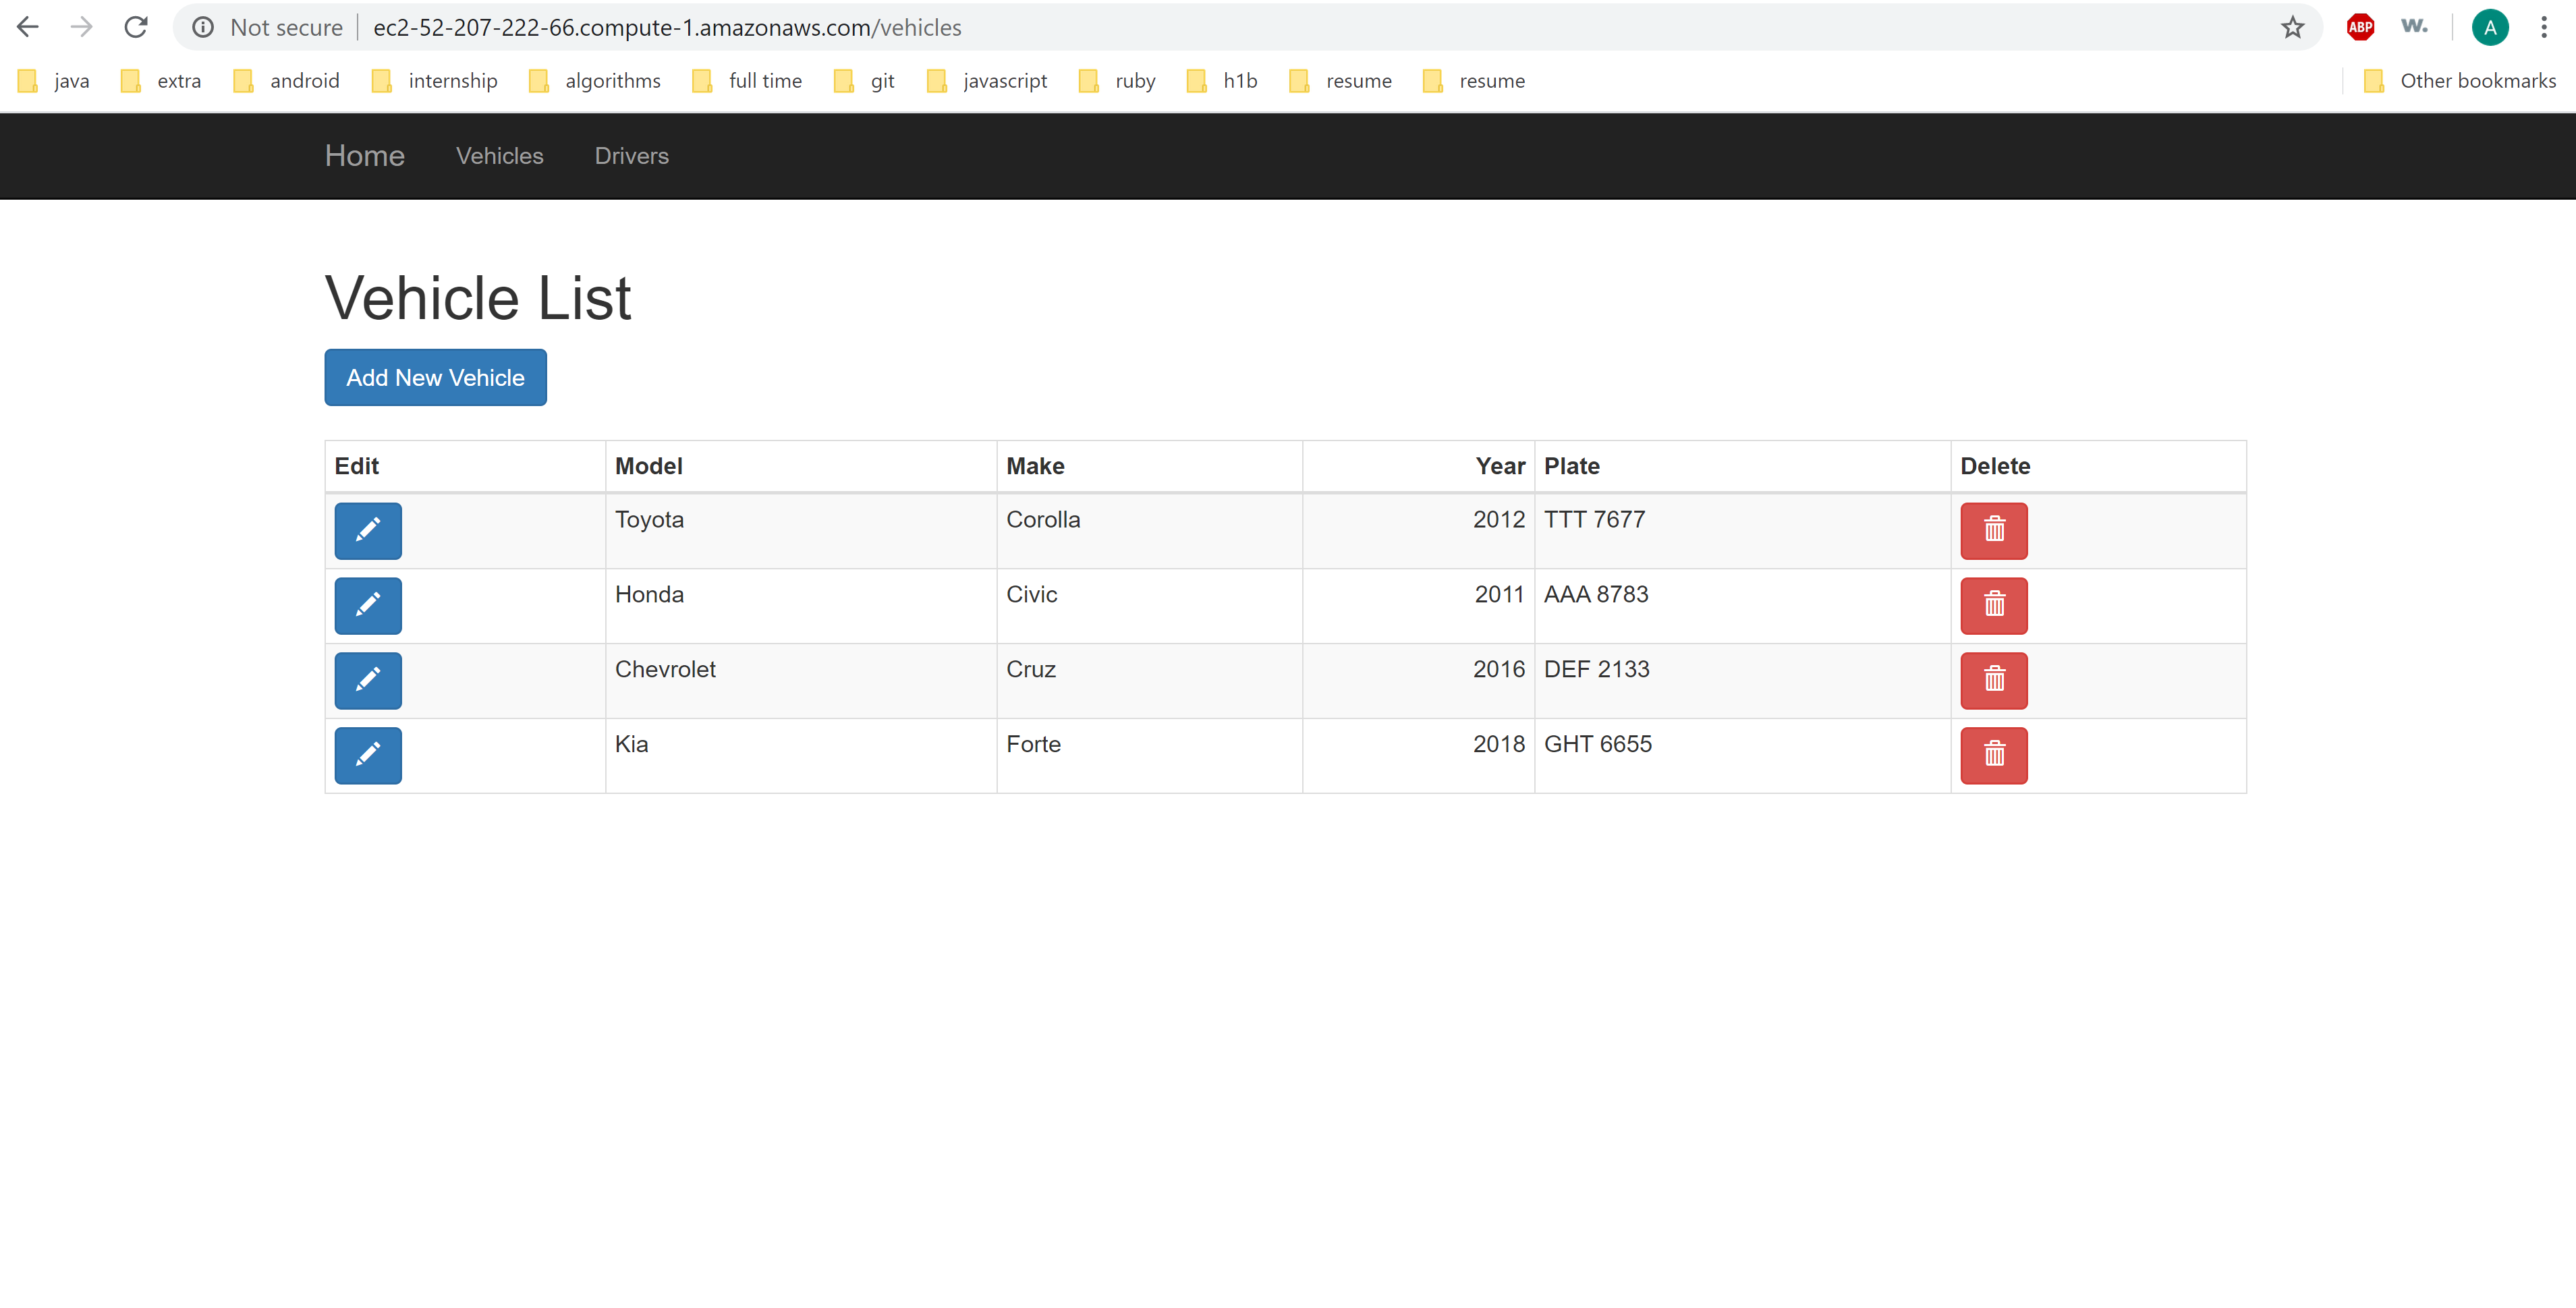 Not secure ec2-52-207-222-66.compute-1.amazonaws.com/vehicles ABP w. A
java extra android internship algorithms full time git javascript ruby h1b resume resume Other bookmarks
Home Vehicles Drivers
Vehicle List
Add New Vehicle
Edit Model Make Year Plate Delete
Toyota Corolla 2012 TTT 7677
Honda Civic 2011 AAA 8783
Chevrolet Cruz 2016 DEF 2133
Kia Forte 2018 GHT 6655